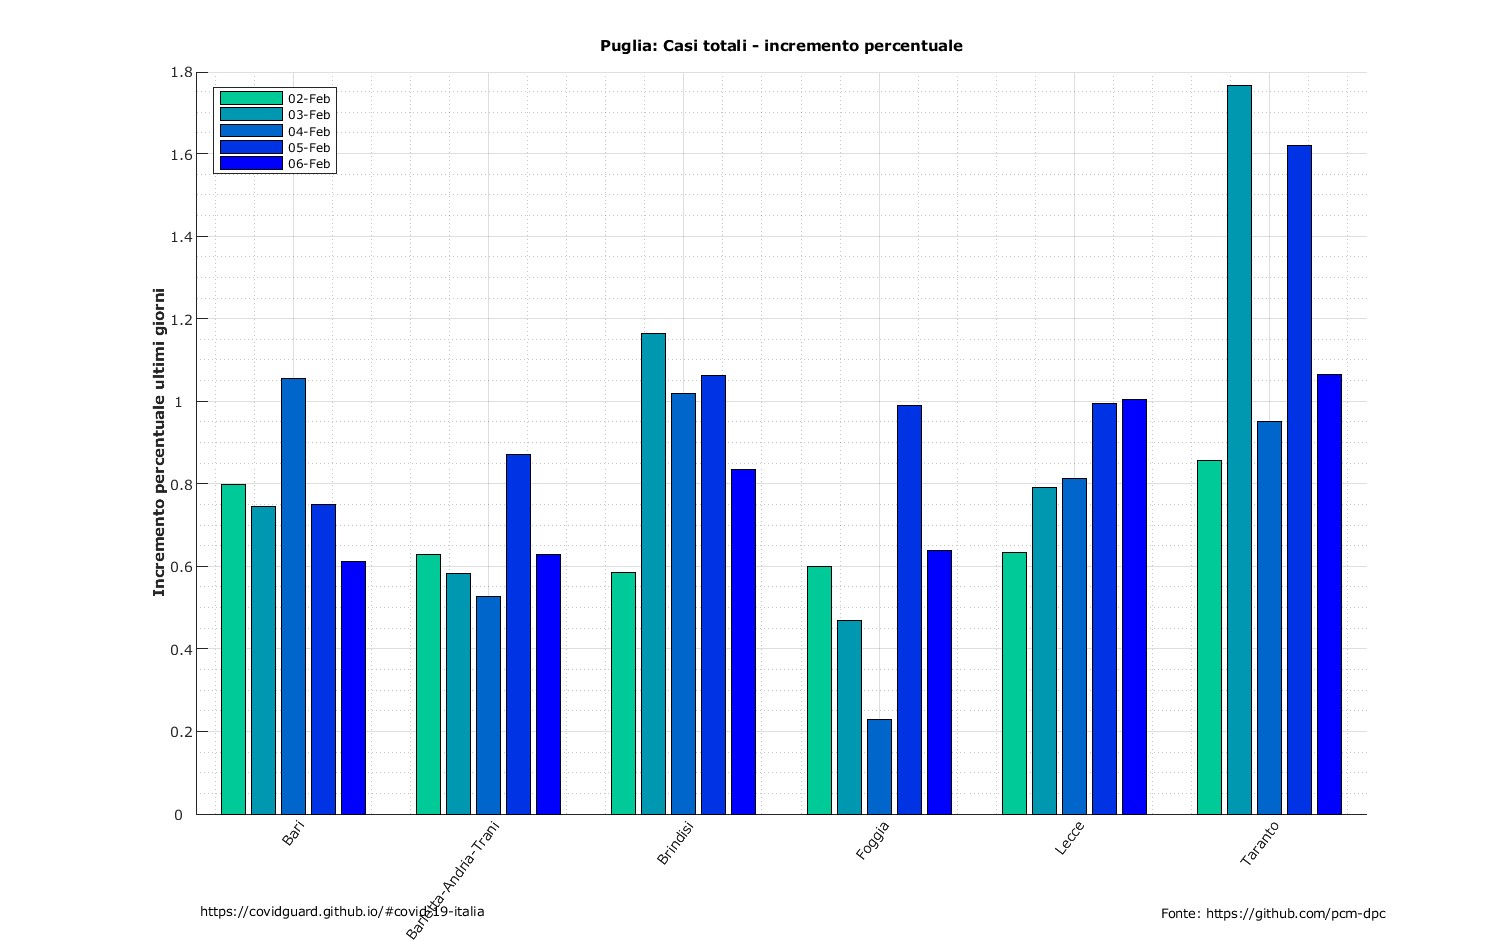 Puglia: Casi totali - incremento percentuale
Incremento percentuale ultimi giorni
1.8
1.6
1.4
1.2
1
0.8
0.6
0.4
0.2
0
02-Feb
03-Feb
04-Feb
05-Feb
06-Feb
Bari
Barletta-Andria-Trani
Brindisi
Foggia
Lecce
Taranto
https://covidguard.github.io/#covid-19-italia
Fonte: https://github.com/pcm-dpc